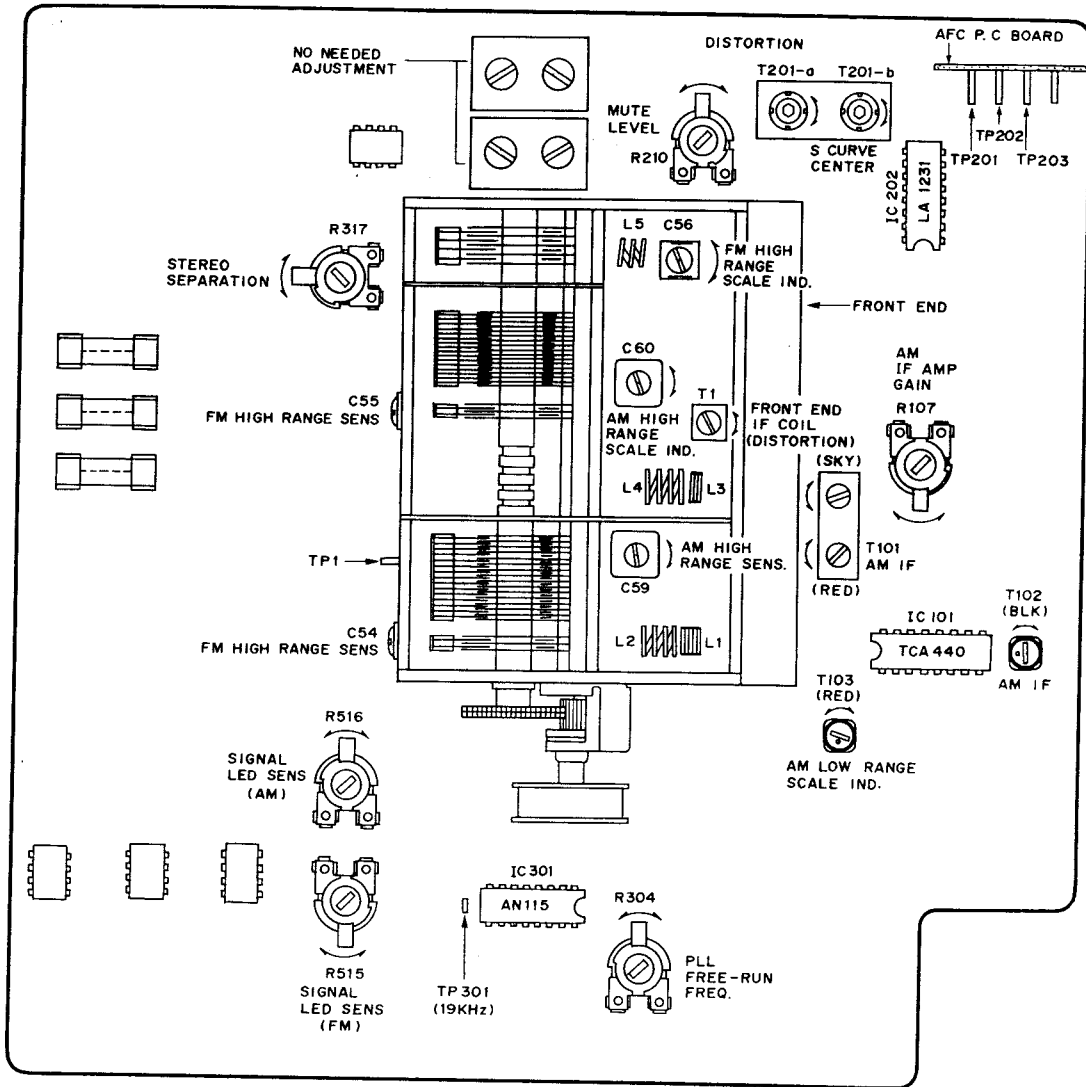 NO NEEDED
ADJUSTMENT
DISTORTION
AFC P.C BOARD
T201-a
T201-b
MUTE
LEVEL
R210
S CURVE
CENTER
TP202
TP201
TP203
IC 202
LA 1231
R317
STEREO
SEPARATION
L5
C56
FM HIGH
RANGE
SCALE IND.
FRONT END
C60
AM HIGH
RANGE
SCALE IND.
T1
FRONT END
IF COIL
(DISTORTION)
(SKY)
AM
IF AMP
GAIN
R107
C55
FM HIGH RANGE SENS
L4
L3
TP1
AM HIGH
RANGE SENS.
C59
T101
AM IF
(RED)
T102
(BLK)
AM IF
IC 101
TCA 440
C54
FM HIGH RANGE SENS
L2
L1
T103
(RED)
AM LOW RANGE
SCALE IND.
R516
SIGNAL
LED SENS
(AM)
IC301
AN115
R304
PLL
FREE-RUN
FREQ.
R515
SIGNAL
LED SENS
(FM)
TP301
(19KHz)